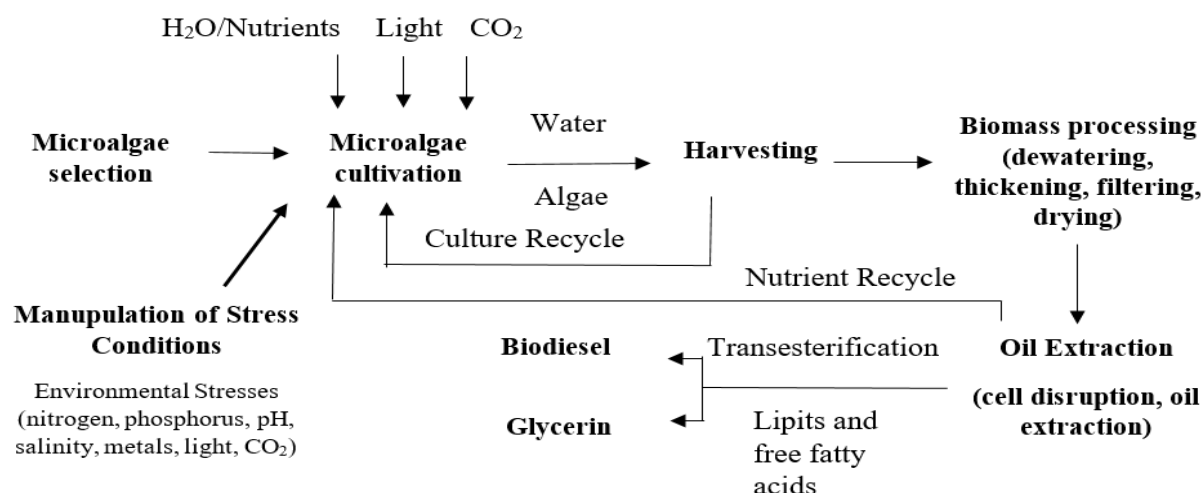 H₂O/Nutrients Light CO₂
Microalgae
selection
Microalgae
cultivation
Water
Algae
Harvesting
Biomass processing
(dewatering,
thickening, filtering,
drying)
Culture Recycle
Nutrient Recycle
Manupulation of Stress
Conditions
Environmental Stresses
(nitrogen, phosphorus, pH,
salinity, metals, light, CO₂)
Biodiesel
Glycerin
Transesterification
Lipits and
free fatty
acids
Oil Extraction
(cell disruption, oil
extraction)